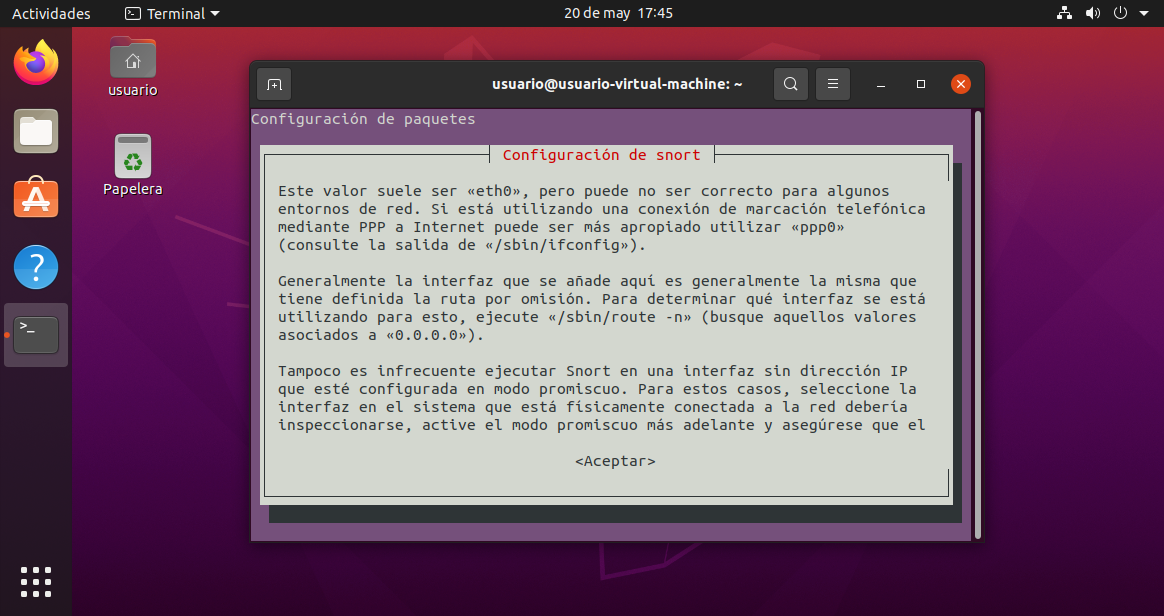 Actividades
Terminal
20 de may 17:45
usuario
Papelera
usuario@usuario-virtual-machine: ~
Configuración de paquetes
Configuración de snort
Este valor suele ser «eth0», pero puede no ser correcto para algunos
entornos de red. Si está utilizando una conexión de marcación telefónica
mediante PPP a Internet puede ser más apropiado utilizar «ppp0»
(consulte la salida de «/sbin/ifconfig»).
Generalmente la interfaz que se añade aquí es generalmente la misma que
tiene definida la ruta por omisión. Para determinar qué interfaz se está
utilizando para esto, ejecute «/sbin/route -n» (busque aquellos valores
asociados a «0.0.0.0»).
Tampoco es infrecuente ejecutar Snort en una interfaz sin dirección IP
que esté configurada en modo promiscuo. Para estos casos, seleccione la
interfaz en el sistema que está físicamente conectada a la red debería
inspeccionarse, active el modo promiscuo más adelante y asegúrese que el
<Aceptar>